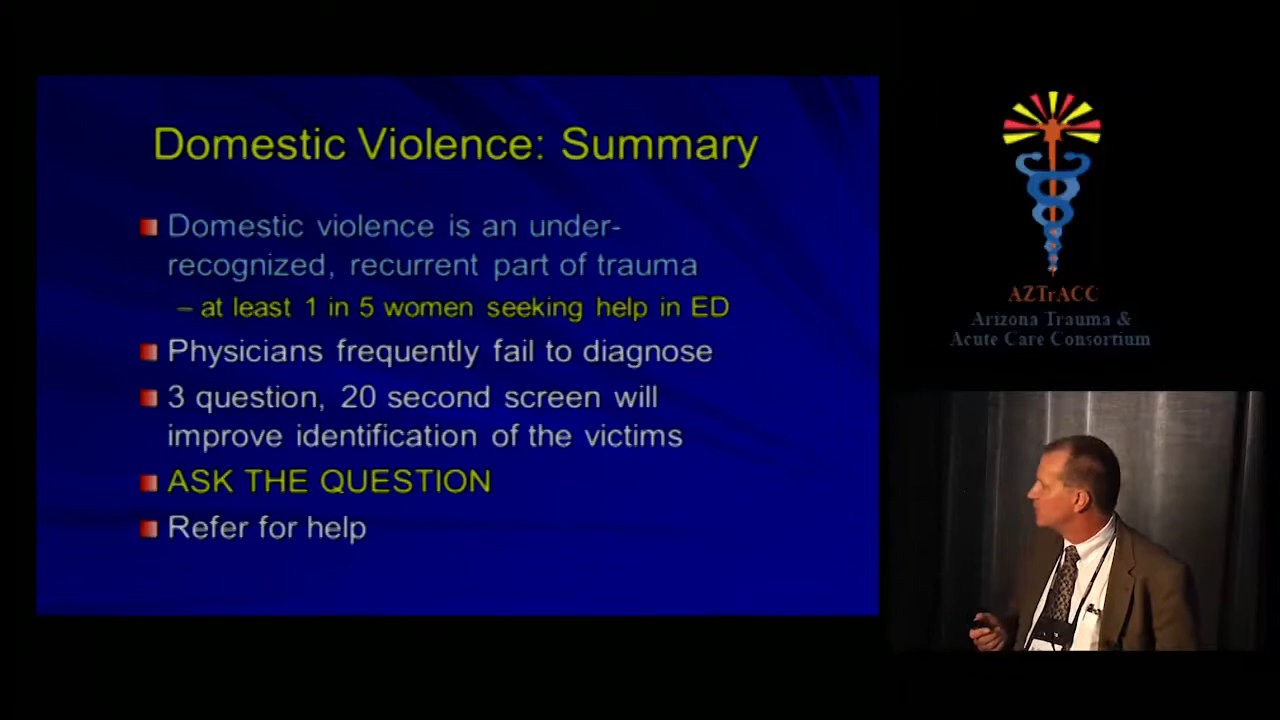 Domestic Violence: Summary
Domestic violence is an under-
recognized, recurrent part of trauma
– at least 1 in 5 women seeking help in ED
Physicians frequently fail to diagnose
3 question, 20 second screen will
improve identification of the victims
ASK THE QUESTION
Refer for help
AZTrACC
Arizona Trauma &
Acute Care Consortium